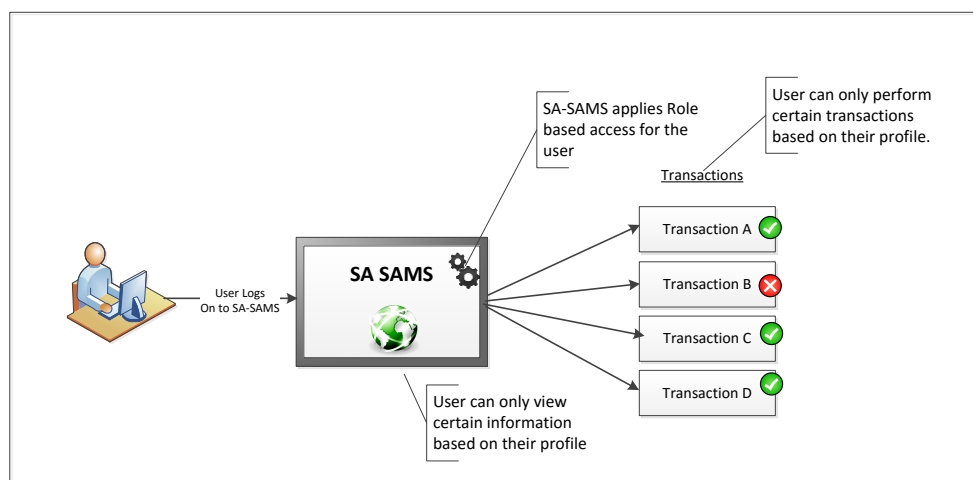 User Logs
On to SA-SAMS
SA SAMS
SA-SAMS applies Role
based access for the
user
User can only view
certain information
based on their profile
User can only perform
certain transactions
based on their profile.
Transactions
Transaction A
Transaction B
Transaction C
Transaction D